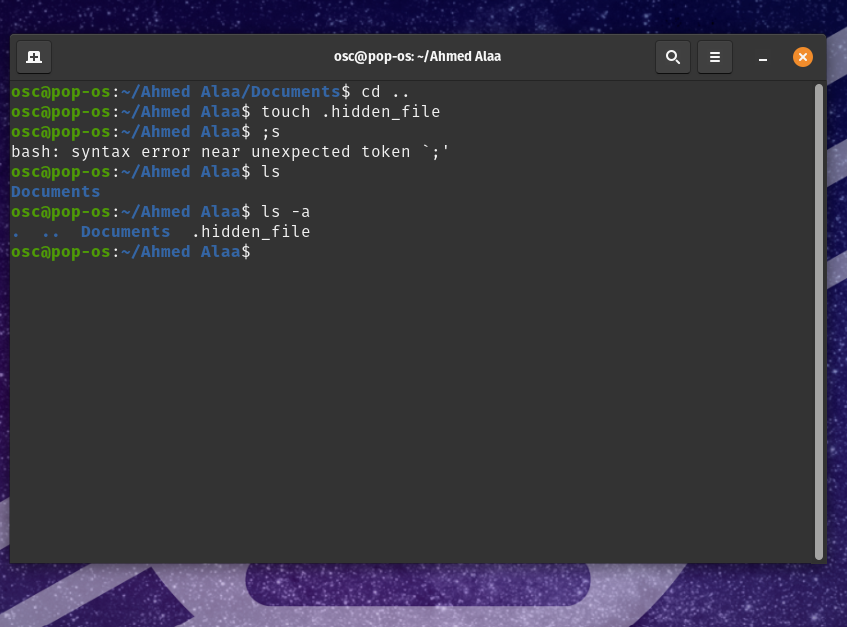 osc@pop-os: ~/Ahmed Alaa
osc@pop-os:~/Ahmed Alaa/Documents$ cd ..
osc@pop-os:~/Ahmed Alaa$ touch .hidden_file
osc@pop-os:~/Ahmed Alaa$ ;s
bash: syntax error near unexpected token `;'
osc@pop-os:~/Ahmed Alaa$ ls
Documents
osc@pop-os:~/Ahmed Alaa$ ls -a
.  ..  Documents  .hidden_file
osc@pop-os:~/Ahmed Alaa$